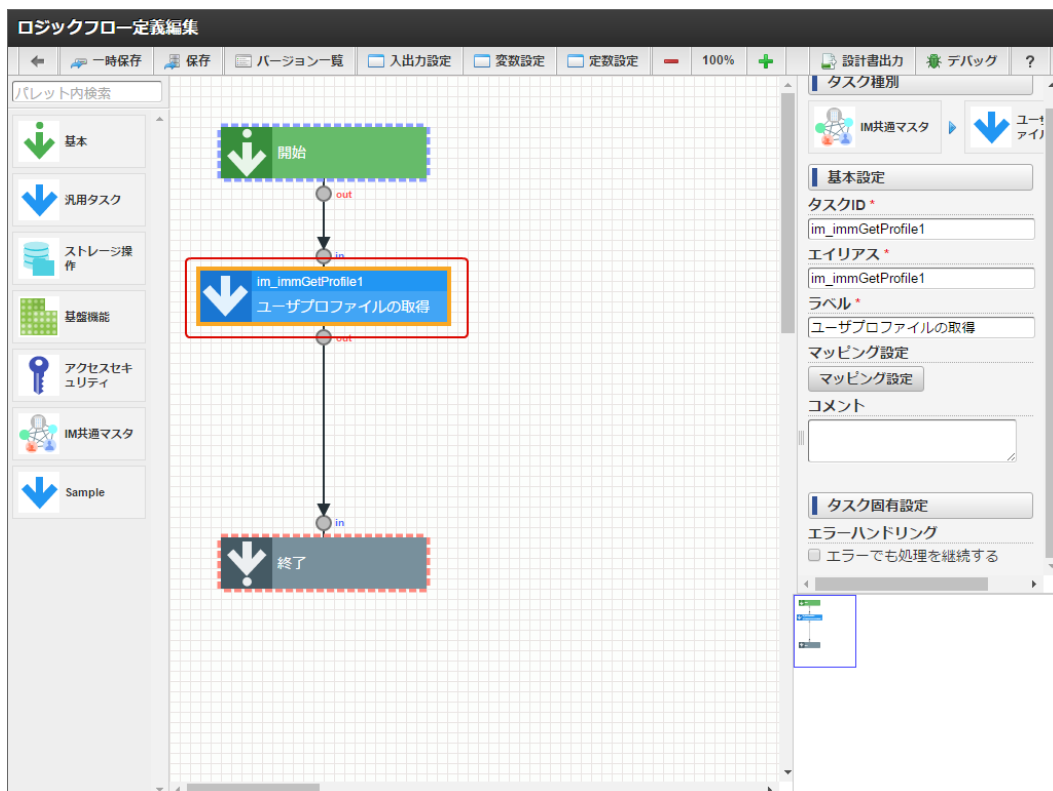 ロジックフロー定義編集
一時保存 保存 バージョン一覧 入出力設定 変数設定 定数設定 100% 設計書出力 デバッグ ?
パレット内検索
基本
汎用タスク
ストレージ操
作
基盤機能
アクセスセキ
ュリティ
IM共通マスタ
Sample
開始
out
in
im_immGetProfile1
ユーザプロファイルの取得
out
in
終了
タスク種別
IM共通マスタ
基本設定
タスクID *
im_immGetProfile1
エイリアス *
im_immGetProfile1
ラベル *
ユーザプロファイルの取得
マッピング設定
マッピング設定
コメント
タスク固有設定
エラーハンドリング
エラーでも処理を継続する